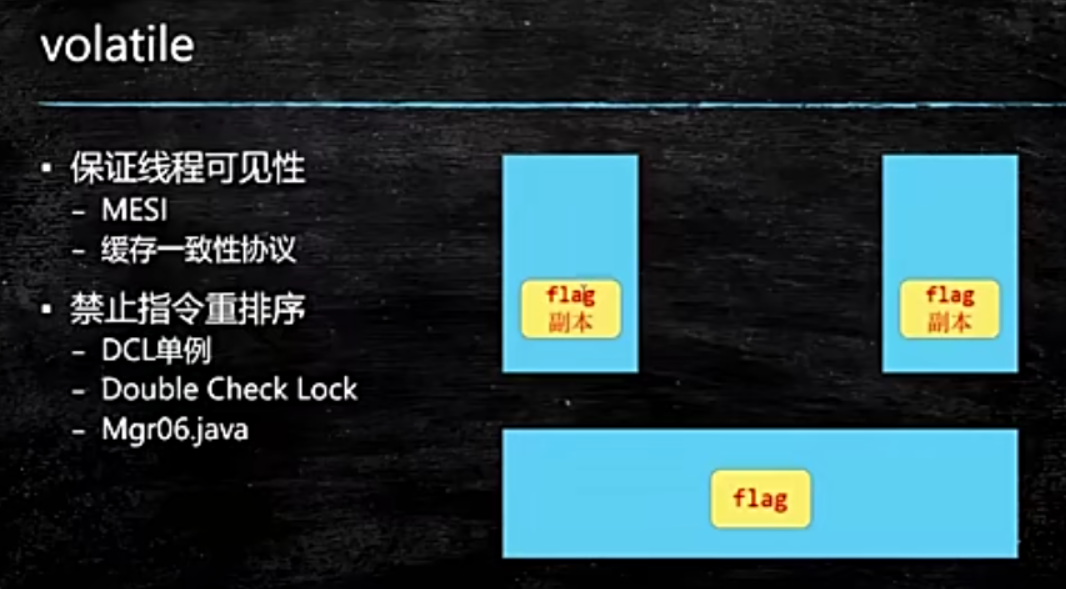 volatile
▪ 保证线程可见性
– MESI
– 缓存一致性协议
▪ 禁止指令重排序
– DCL单例
– Double Check Lock
– Mgr06.java
flag
副本
flag
副本
flag